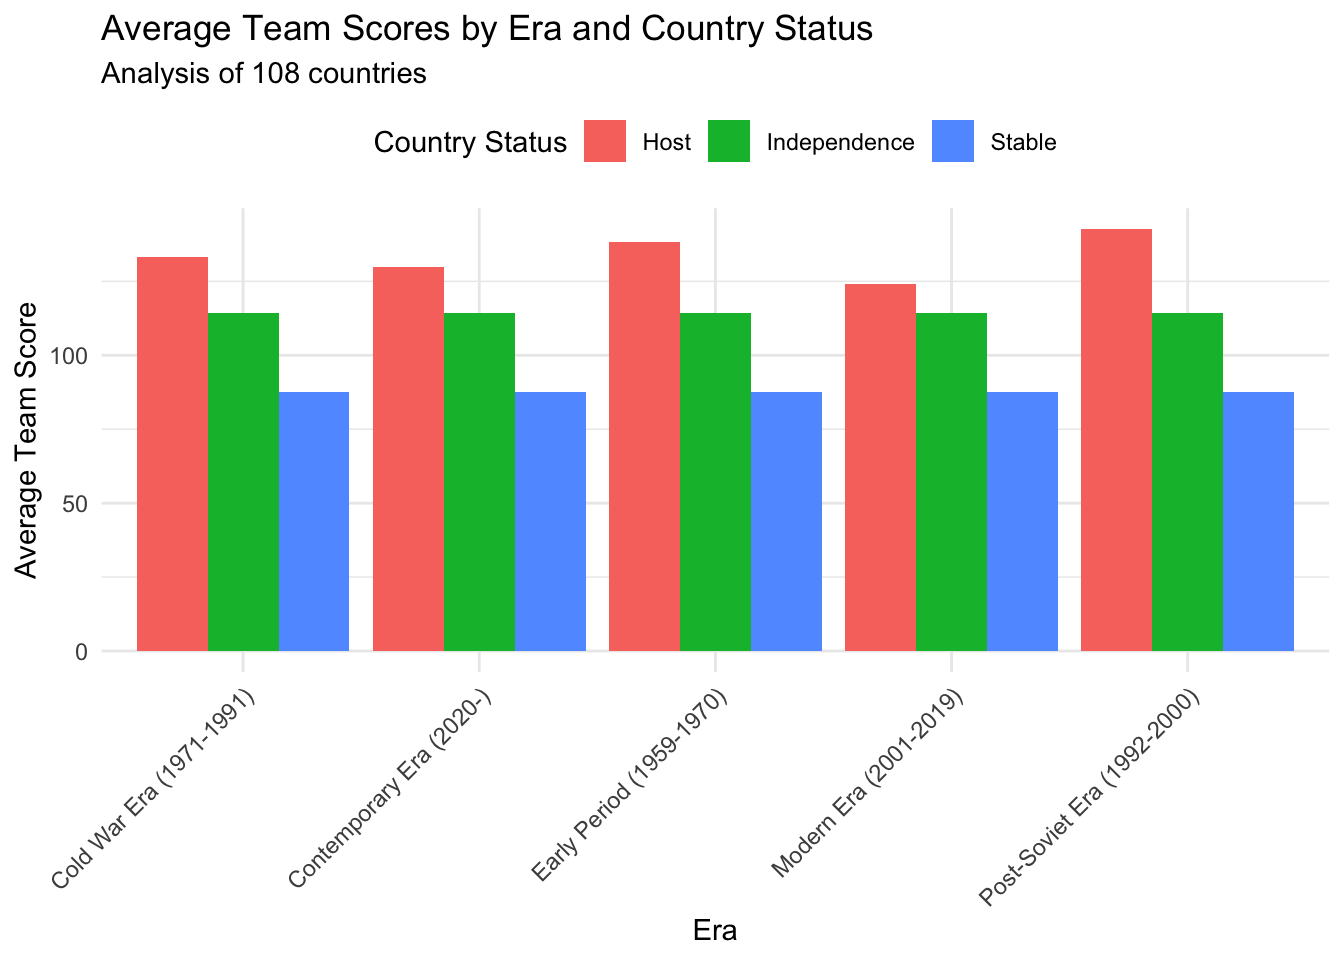 Average Team Scores by Era and Country Status
Analysis of 108 countries
Country Status Host Independence Stable
Average Team Score
100
50
0
Cold War Era (1971-1991)
Contemporary Era (2020-)
Early Period (1959-1970)
Modern Era (2001-2019)
Post-Soviet Era (1992-2000)
Era